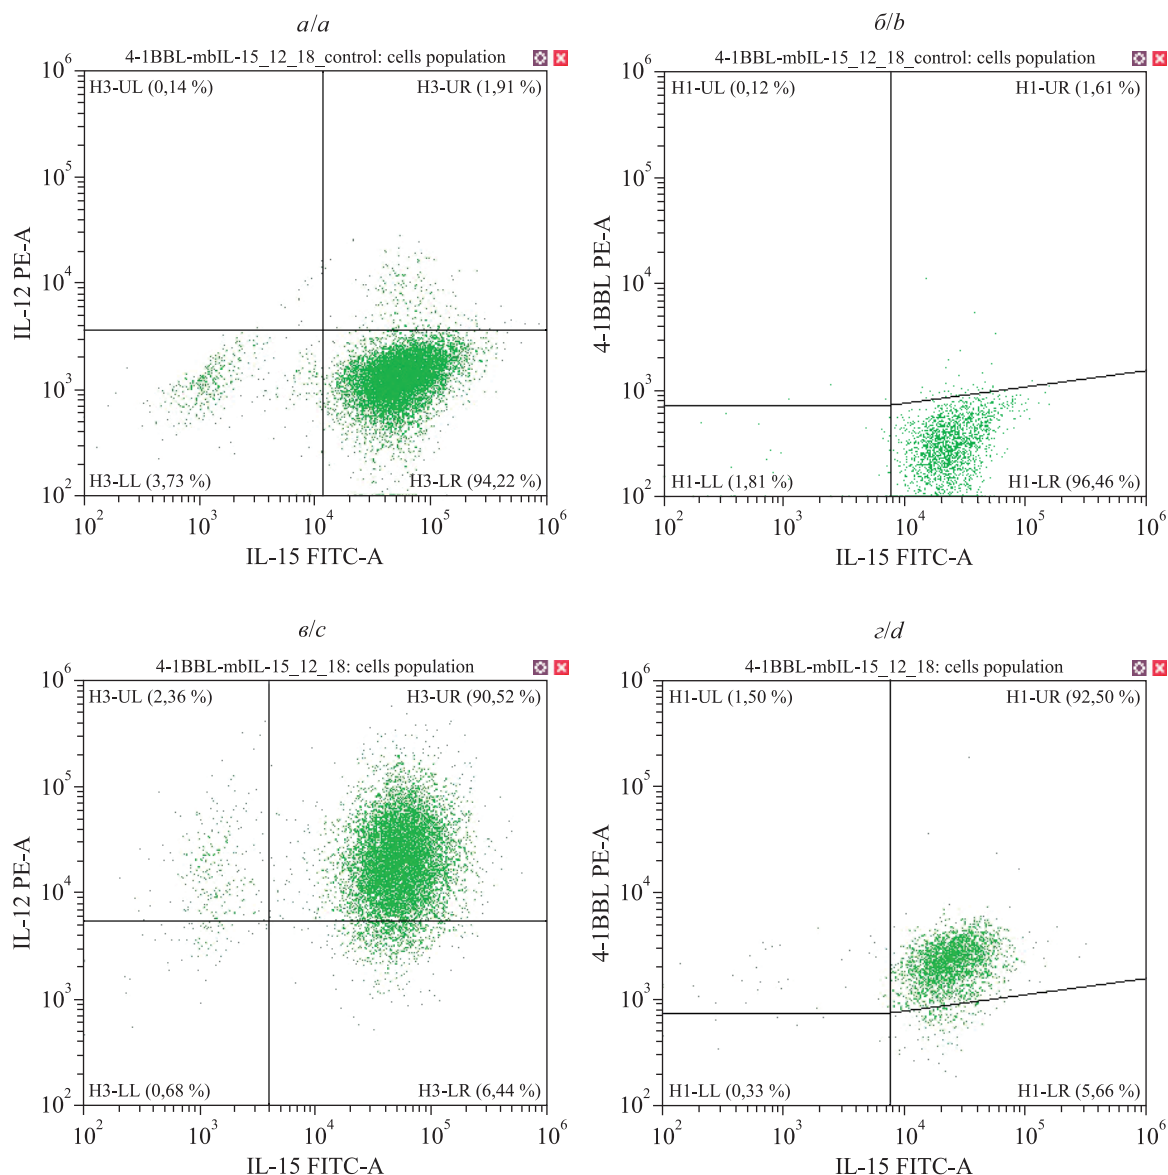 а/a
4-1BBL-mbIL-15_12_18_control: cells population
H3-UL (0,14 %)
H3-UR (1,91 %)
10^6
10^5
10^4
10^3
10^2
IL-12 PE-A
H3-LL (3,73 %)
H3-LR (94,22 %)
10^2
10^3
10^4
10^5
10^6
IL-15 FITC-A
б/b
4-1BBL-mbIL-15_12_18_control: cells population
H1-UL (0,12 %)
H1-UR (1,61 %)
10^6
10^5
10^4
10^3
10^2
4-1BBL PE-A
H1-LL (1,81 %)
H1-LR (96,46 %)
10^2
10^3
10^4
10^5
10^6
IL-15 FITC-A
в/c
4-1BBL-mbIL-15_12_18: cells population
H3-UL (2,36 %)
H3-UR (90,52 %)
10^6
10^5
10^4
10^3
10^2
IL-12 PE-A
H3-LL (0,68 %)
H3-LR (6,44 %)
10^2
10^3
10^4
10^5
10^6
IL-15 FITC-A
г/d
4-1BBL-mbIL-15_12_18: cells population
H1-UL (1,50 %)
H1-UR (92,50 %)
10^6
10^5
10^4
10^3
10^2
4-1BBL PE-A
H1-LL (0,33 %)
H1-LR (5,66 %)
10^2
10^3
10^4
10^5
10^6
IL-15 FITC-A